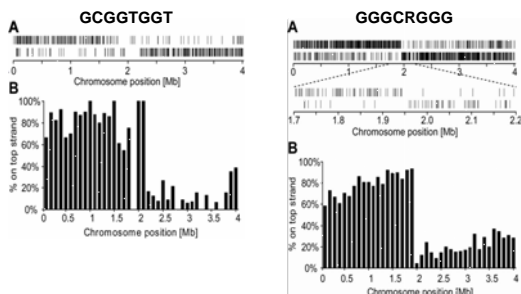 GCGGTGGT
A
0 1 2 3 4
Chromosome position [Mb]
B
% on top strand
100%
80%
60%
40%
20%
0%
0 0.5 1 1.5 2 2.5 3 3.5 4
Chromosome position [Mb]
GGGCRGGG
A
0 1 2 3 4
1.7 1.8 1.9 2.0 2.1 2.2
Chromosome position [Mb]
B
% on top strand
100%
80%
60%
40%
20%
0%
0 0.5 1 1.5 2 2.5 3 3.5 4
Chromosome position [Mb]